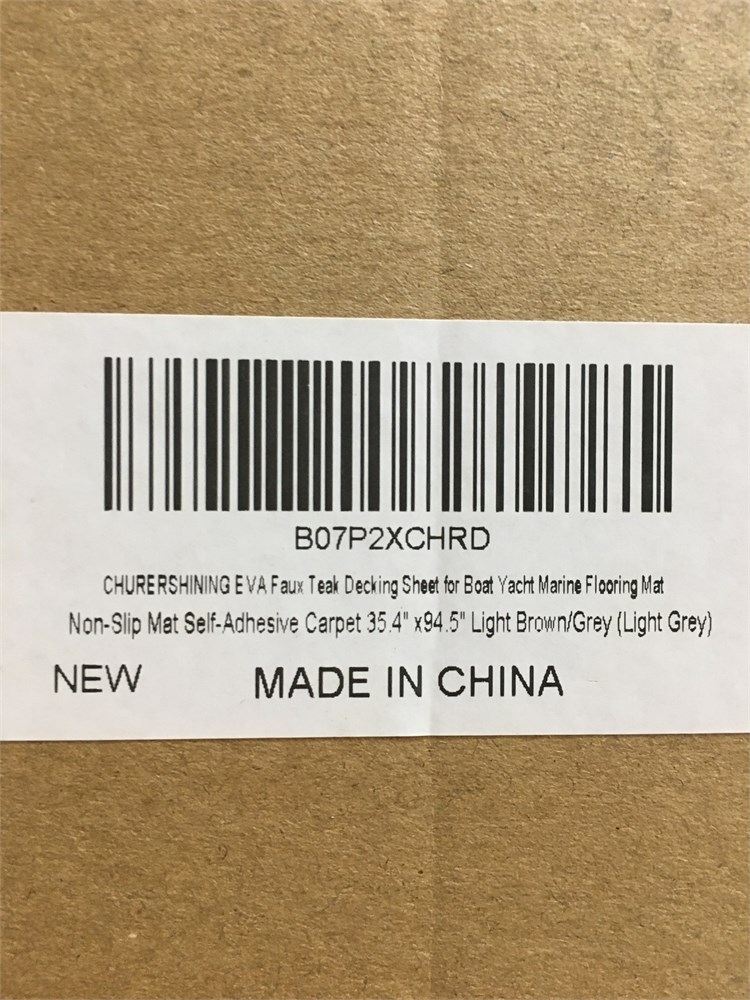 B07P2XCHRD
CHURERSHINING EVA Faux Teak Decking Sheet for Boat Yacht Marine Flooring Mat
Non-Slip Mat Self-Adhesive Carpet 35.4" x94.5" Light Brown/Grey (Light Grey)
NEW MADE IN CHINA